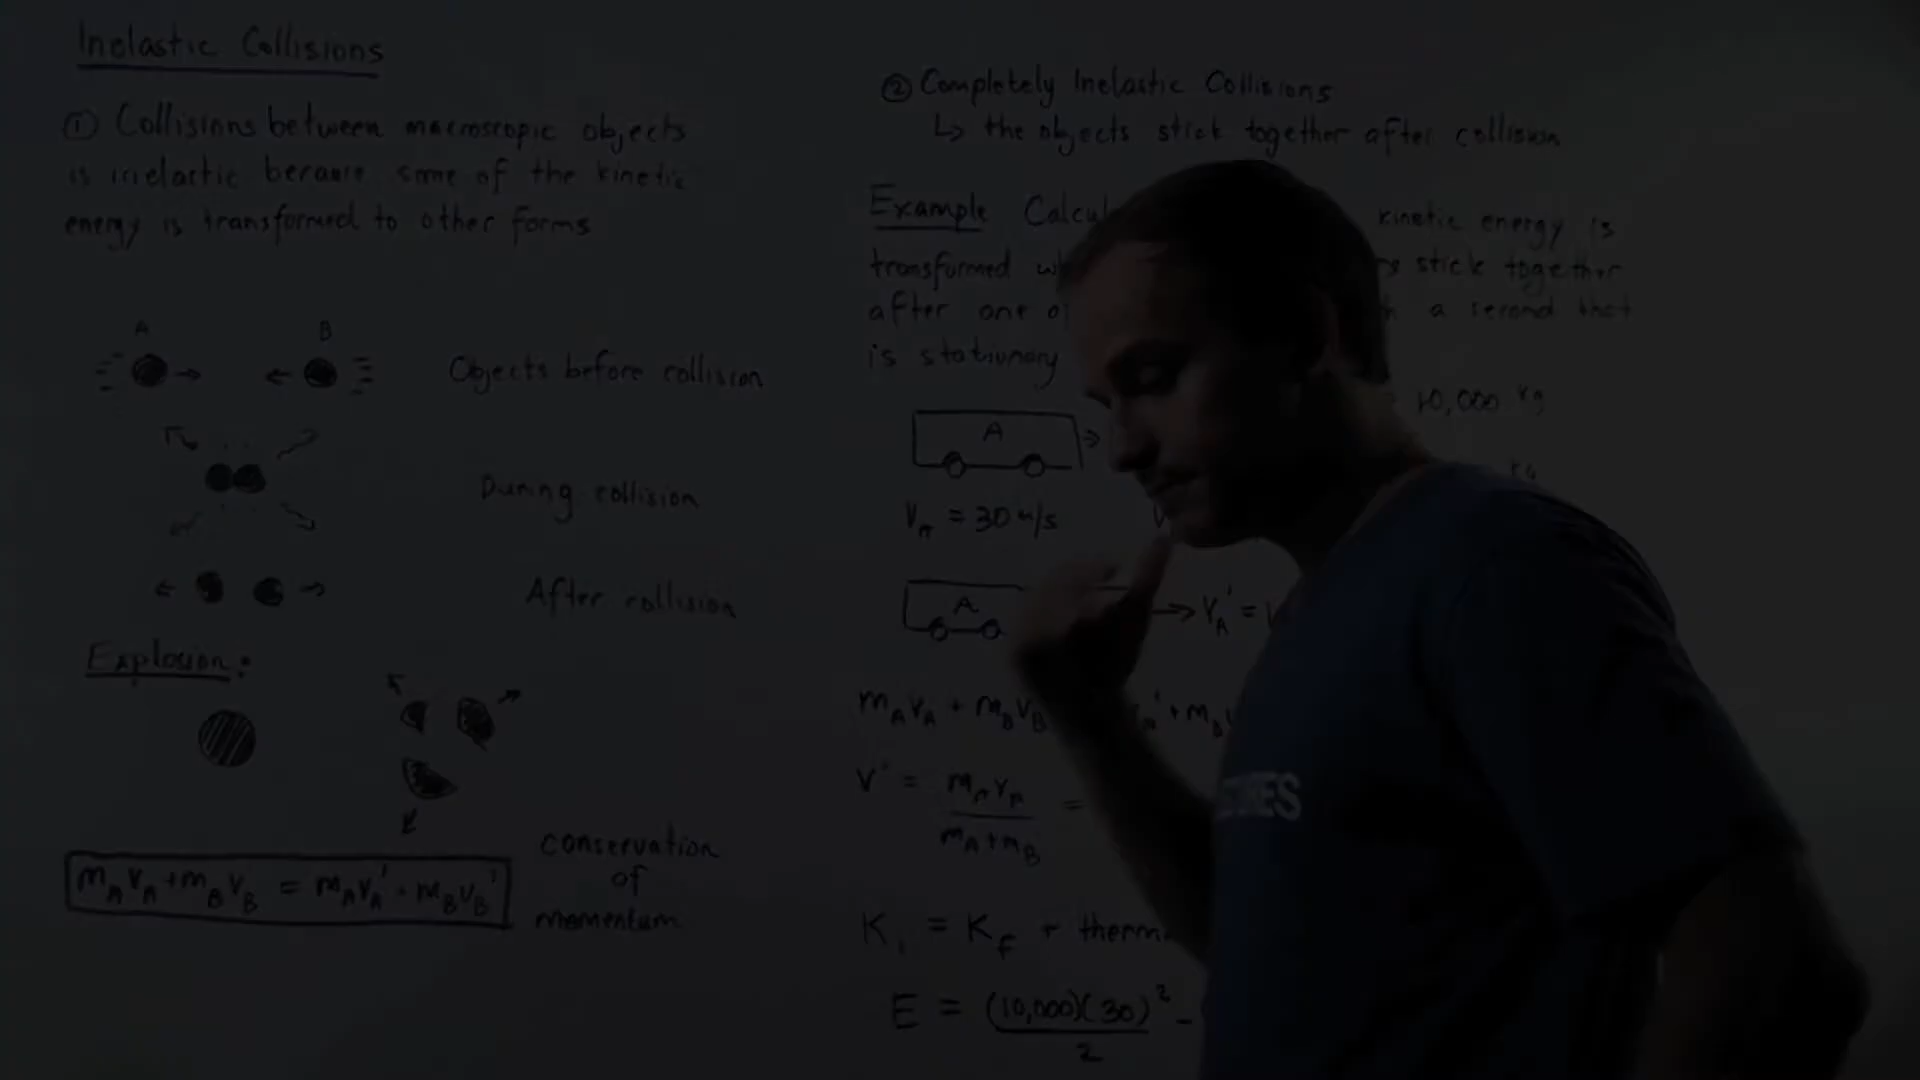 Inelastic Collisions
① Collisions between macroscopic objects
is inelastic because some of the kinetic
energy is transformed to other forms
A B
Objects before collision
During collision
After collision
Explosion:
mAvA + mBvB = mAvA' + mBvB'
conservation
of
momentum
② Completely Inelastic Collisions
↳ the objects stick together after collision
Example kinetic energy is
transformed stick together
after one a second that
is stationary
10,000 kg
A
kg
vA = 30 m/s
A → vA' =
mAvA + mBvB ' + mB
v' = mAvA / mA+mB =
Ki = Kf +
E = (10,000)(30)² / 2 -